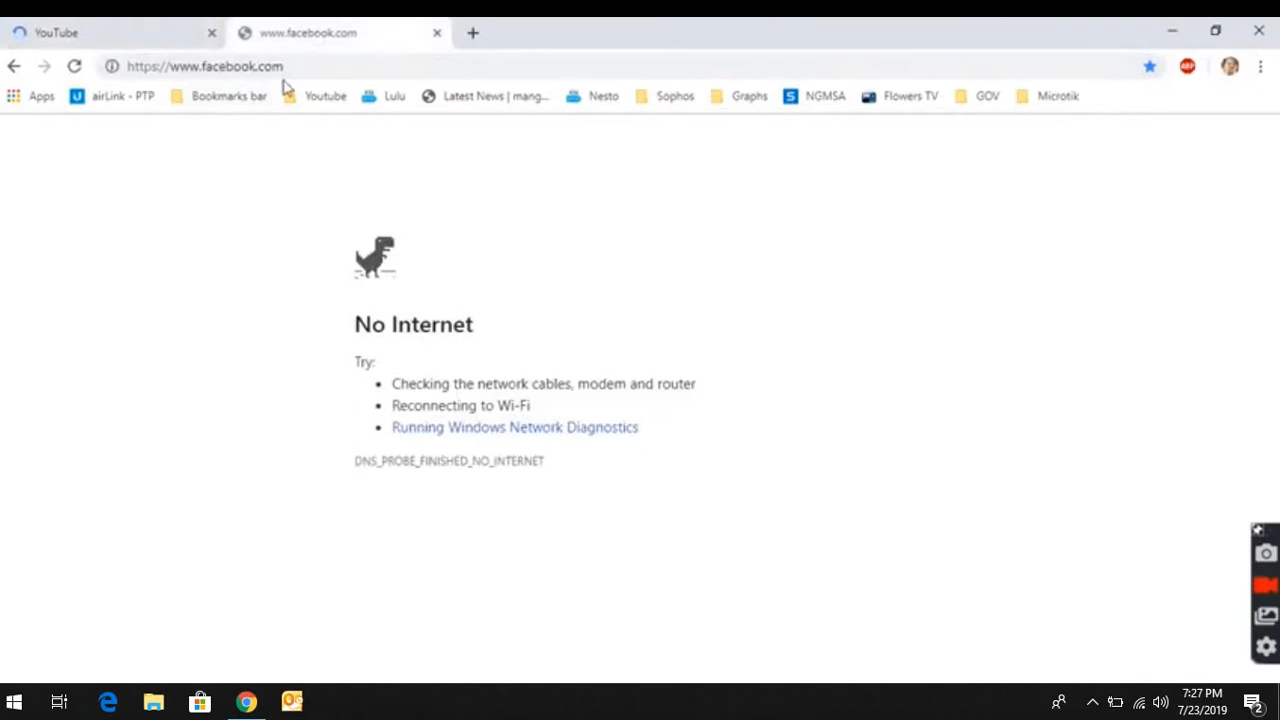 YouTube
www.facebook.com
https://www.facebook.com
ABP
Apps
airLink - PTP
Bookmarks bar
Youtube
Lulu
Latest News | mang...
Nesto
Sophos
Graphs
NGMSA
Flowers TV
GOV
Microtik
No Internet
Try:
• Checking the network cables, modem and router
• Reconnecting to Wi-Fi
• Running Windows Network Diagnostics
DNS_PROBE_FINISHED_NO_INTERNET
7:27 PM
7/23/2019
2